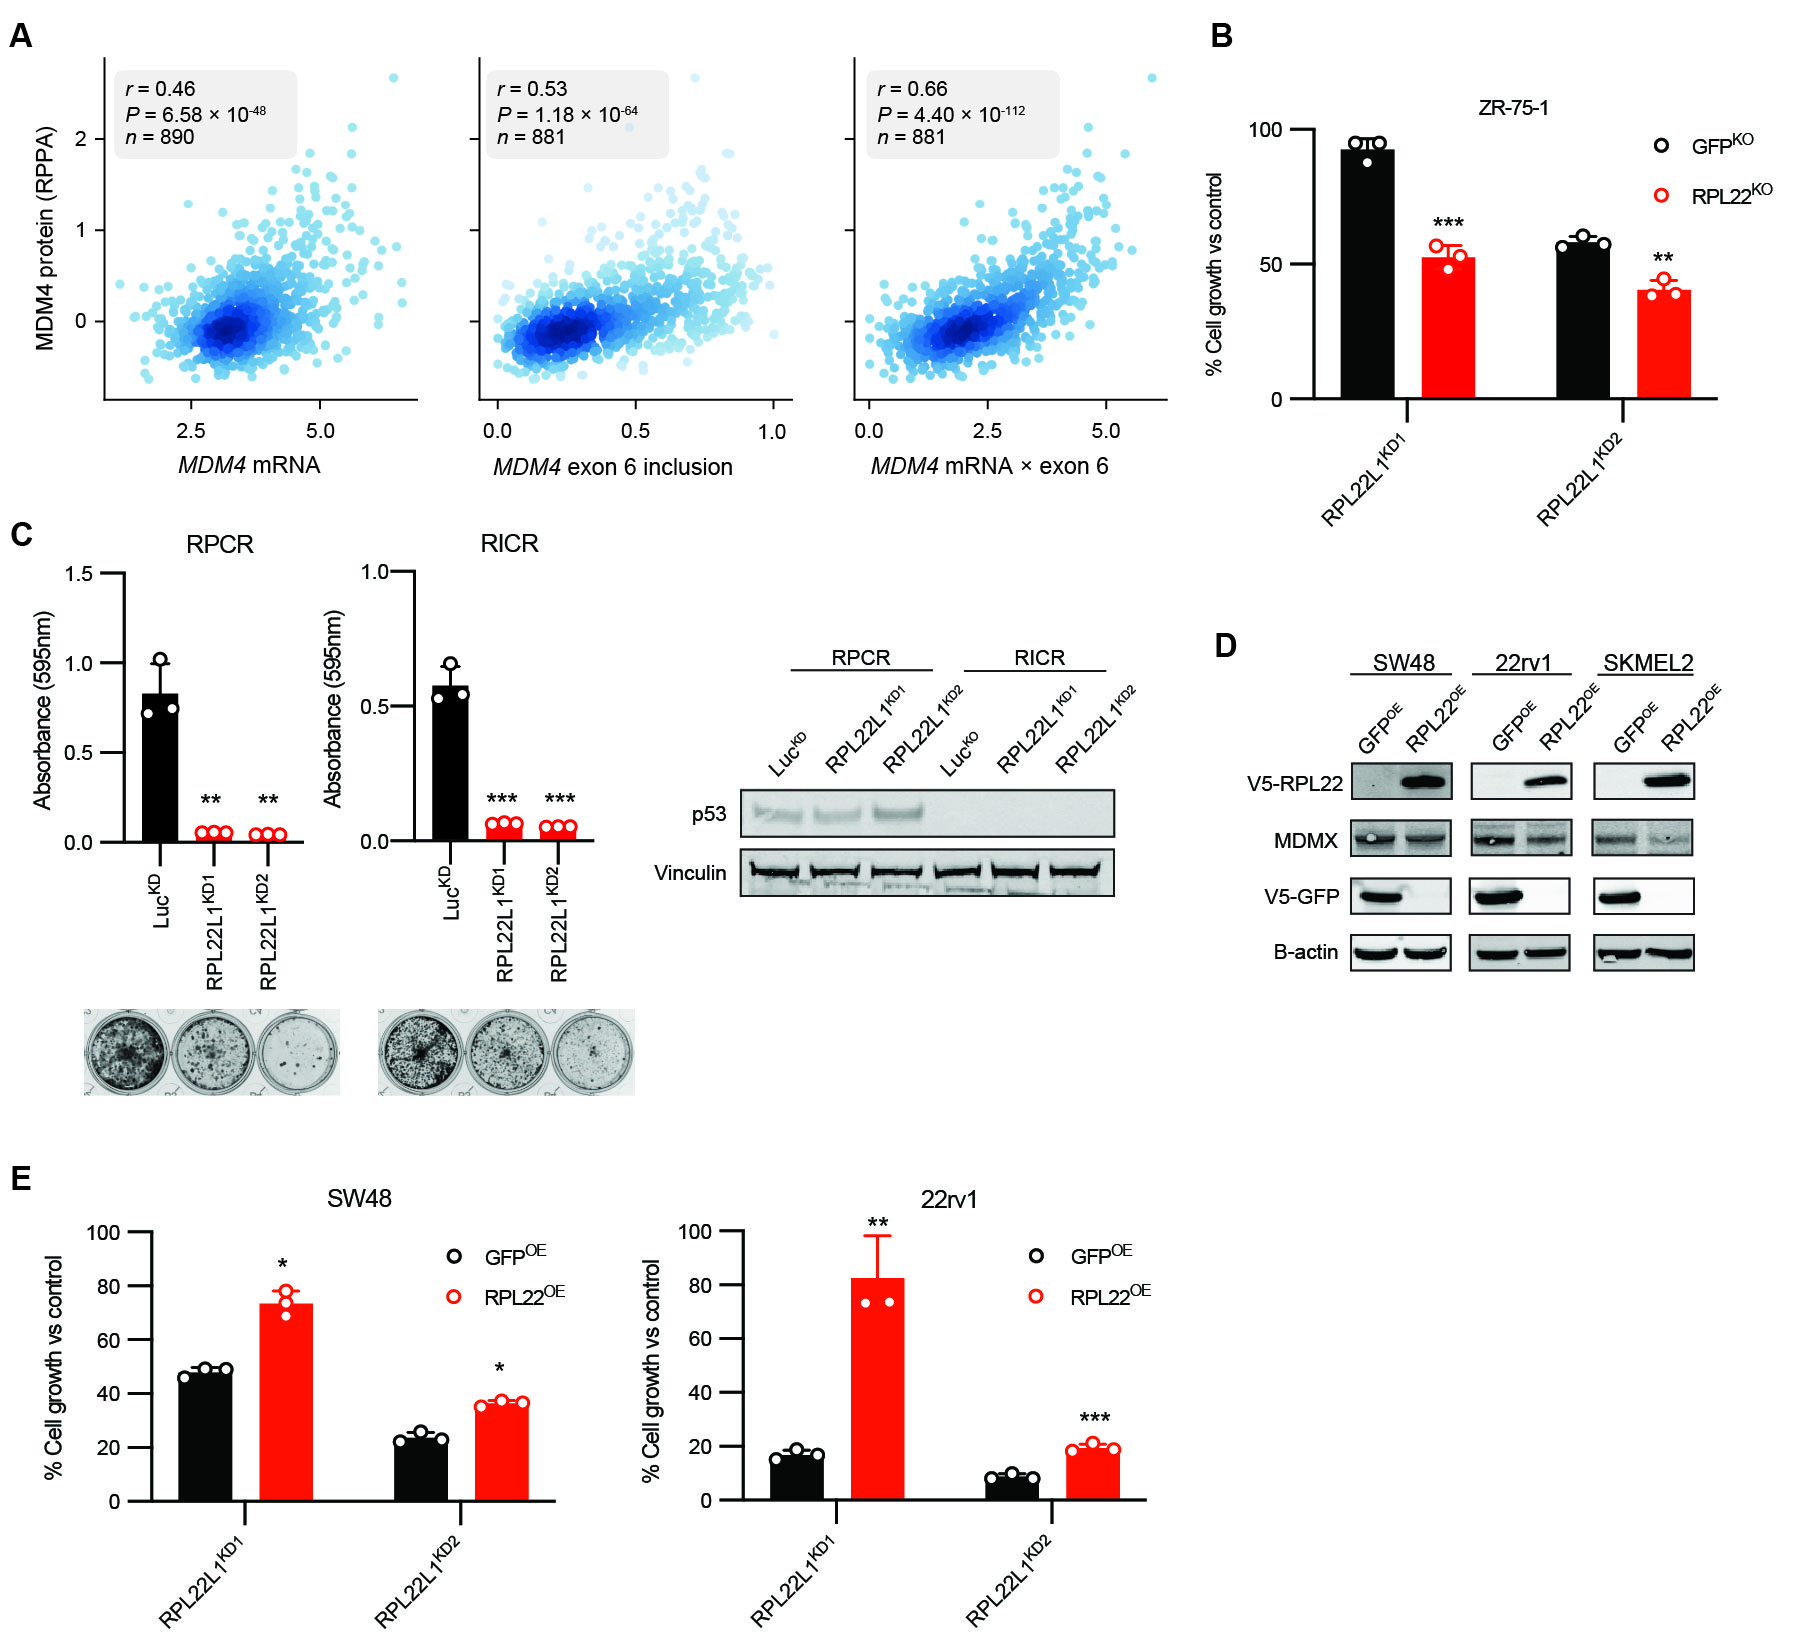 A
r = 0.46
P = 6.58 × 10-48
n = 890
r = 0.53
P = 1.18 × 10-64
n = 881
r = 0.66
P = 4.40 × 10-112
n = 881
MDM4 protein (RPPA)
2
1
0
2.5
5.0
0.0
0.5
1.0
0.0
2.5
5.0
MDM4 mRNA
MDM4 exon 6 inclusion
MDM4 mRNA × exon 6
B
ZR-75-1
% Cell growth vs control
100
50
0
GFPKO
RPL22KO
***
**
RPL22L1KD1
RPL22L1KD2
C
RPCR
Absorbance (595nm)
1.5
1.0
0.5
0.0
**
**
LucKD
RPL22L1KD1
RPL22L1KD2
RICR
Absorbance (595nm)
1.0
0.5
0.0
***
***
LucKD
RPL22L1KD1
RPL22L1KD2
RPCR
RICR
LucKD
RPL22L1KD1
RPL22L1KD2
LucKO
RPL22L1KD1
RPL22L1KD2
p53
Vinculin
D
SW48
22rv1
SKMEL2
GFPOE
RPL22OE
GFPOE
RPL22OE
GFPOE
RPL22OE
V5-RPL22
MDMX
V5-GFP
B-actin
E
SW48
% Cell growth vs control
100
80
60
40
20
0
*
*
GFPOE
RPL22OE
RPL22L1KD1
RPL22L1KD2
22rv1
% Cell growth vs control
100
80
60
40
20
0
**
***
GFPOE
RPL22OE
RPL22L1KD1
RPL22L1KD2